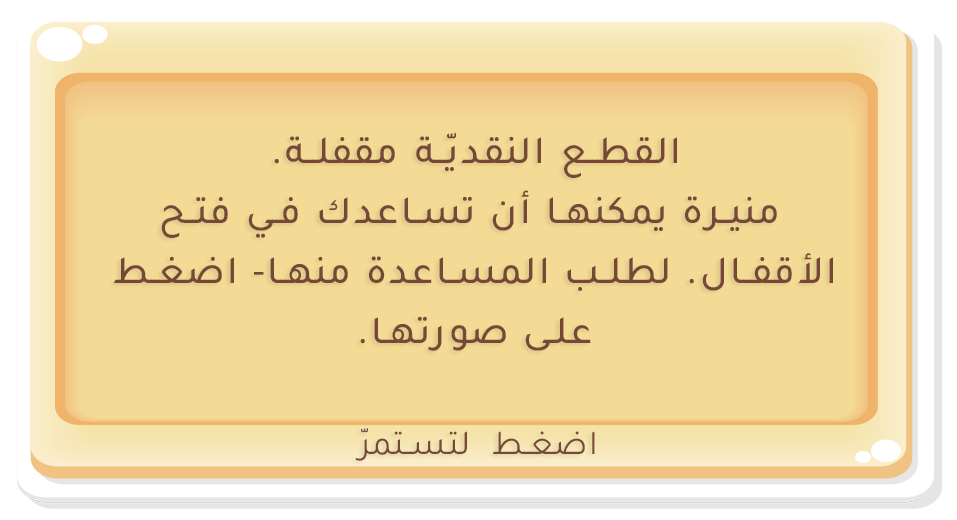 القطع النقديّة مقفلة.
منيرة يمكنها أن تساعدك في فتح
الأقفال. لطلب المساعدة منها- اضغط
على صورتها.
اضغط لتستمرّ